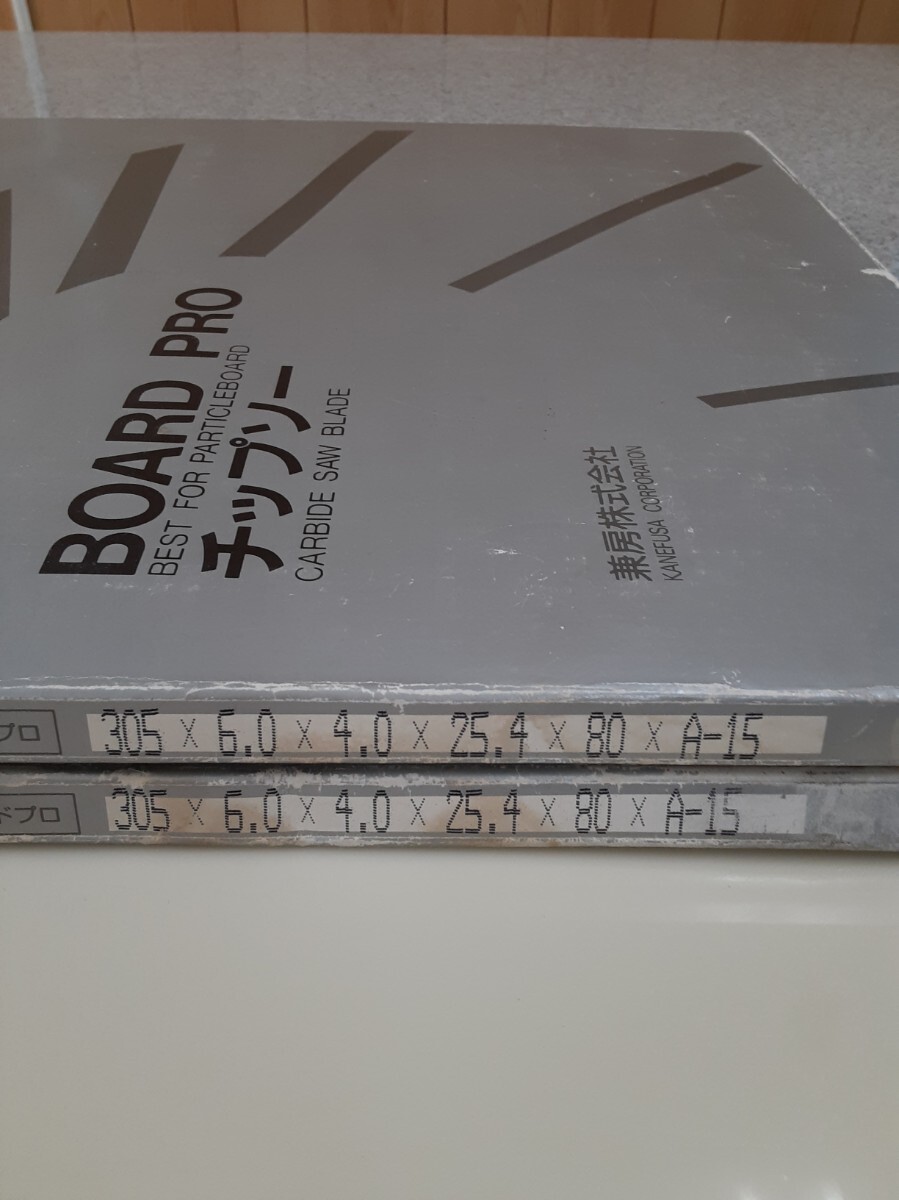 BOARD PRO
BEST FOR PARTICLEBOARD
チップソー
CARBIDE SAW BLADE
兼房株式会社
KANEFUSA CORPORATION
プロ
305 × 6.0 × 4.0 × 25.4 × 80 × A-15
ドプロ
305 × 6.0 × 4.0 × 25.4 × 80 × A-15